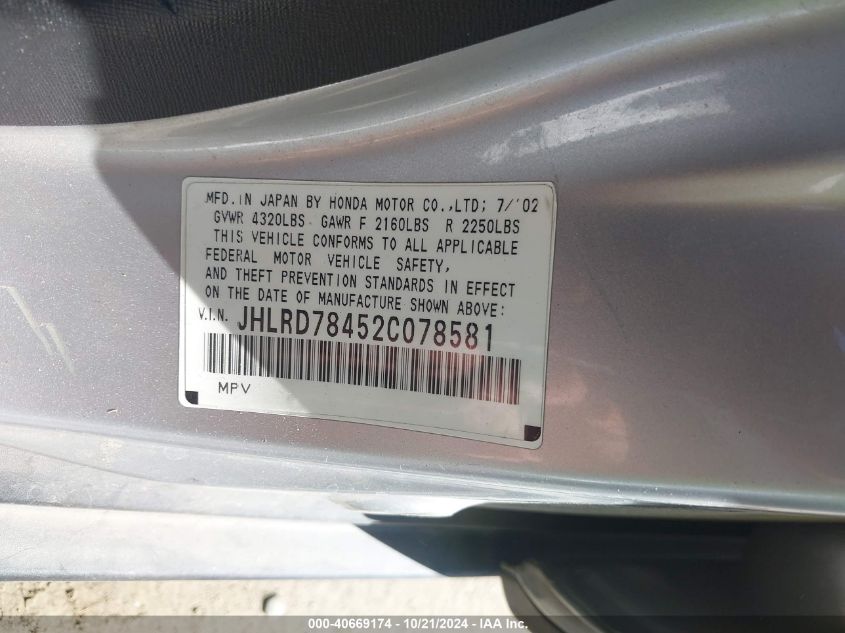 MFD. IN JAPAN BY HONDA MOTOR CO.,LTD; 7/'02
GVWR 4320LBS GAWR F 2160LBS R 2250LBS
THIS VEHICLE CONFORMS TO ALL APPLICABLE
FEDERAL MOTOR VEHICLE SAFETY,
AND THEFT PREVENTION STANDARDS IN EFFECT
ON THE DATE OF MANUFACTURE SHOWN ABOVE:
V.I.N. JHLRD78452C078581
MPV
000-40669174 - 10/21/2024 - IAA Inc.